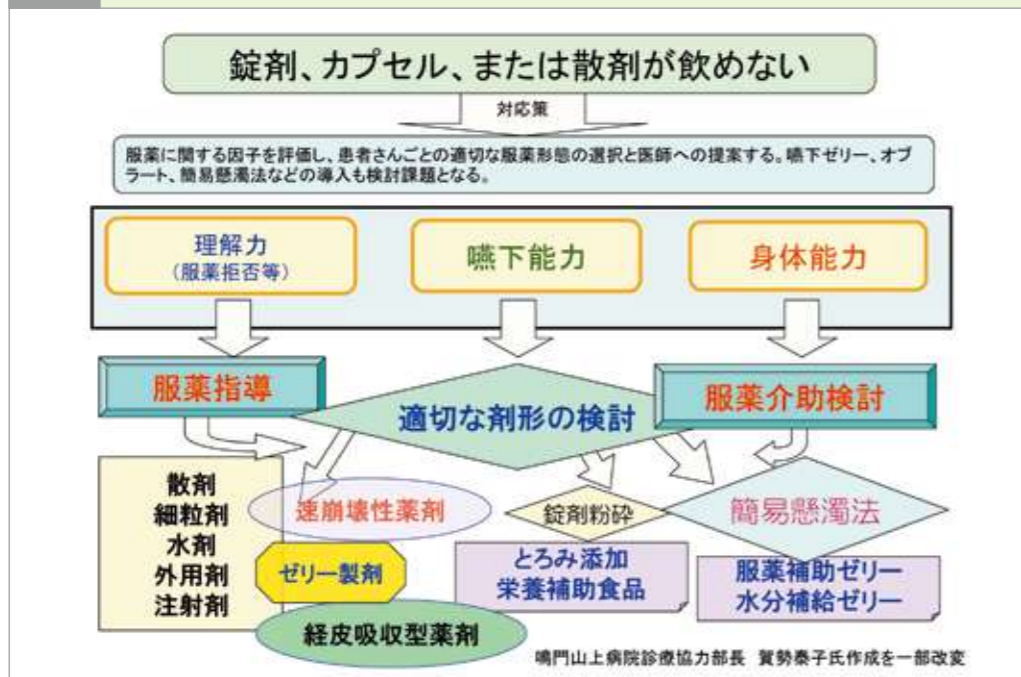 錠剤、カプセル、または散剤が飲めない
対応策
服薬に関する因子を評価し、患者さんごとの適切な服薬形態の選択と医師への提案する。嚥下ゼリー、オブ
ラート、簡易懸濁法などの導入も検討課題となる。
理解力
(服薬拒否等)
嚥下能力
身体能力
服薬指導
適切な剤形の検討
服薬介助検討
散剤
細粒剤
水剤
外用剤
注射剤
速崩壊性薬剤
ゼリー製剤
経皮吸収型薬剤
錠剤粉砕
とろみ添加
栄養補助食品
簡易懸濁法
服薬補助ゼリー
水分補給ゼリー
鳴門山上病院診療協力部長 賀勢泰子氏作成を一部改変